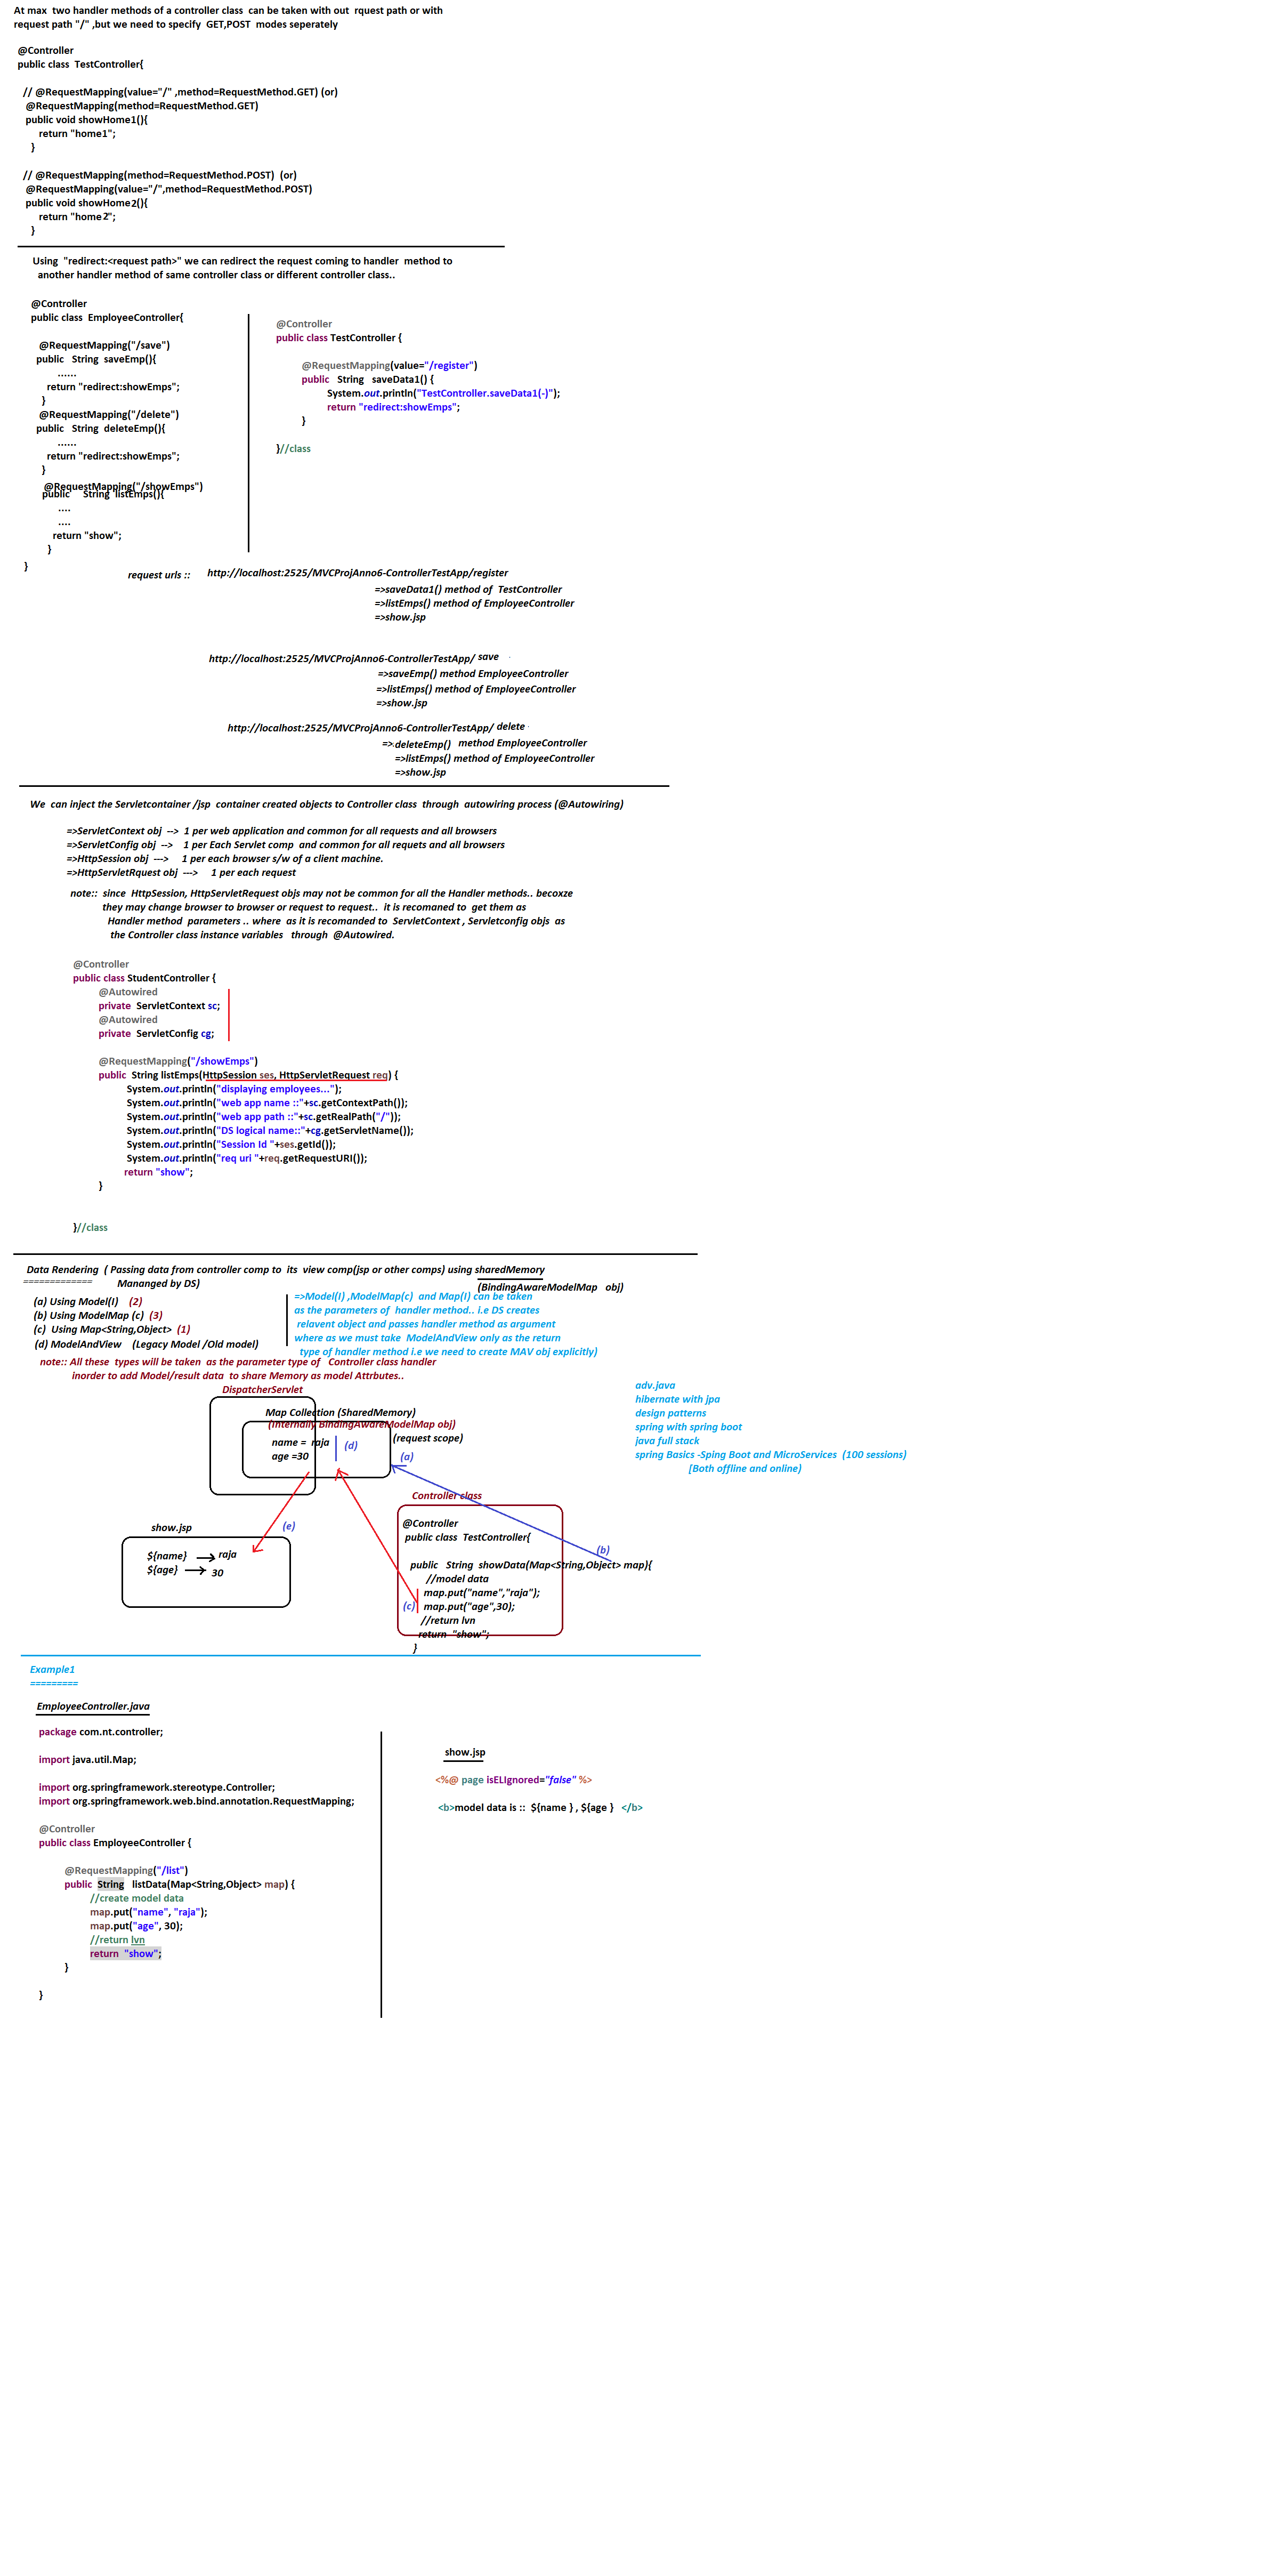 At max  two handler methods of a controller class  can be taken with out  rquest path or with
request path "/" ,but we need to specify  GET,POST  modes seperately
@Controller
public class  TestController{
// @RequestMapping(value="/" ,method=RequestMethod.GET) (or)
@RequestMapping(method=RequestMethod.GET)
public void showHome1(){
return "home1";
}
// @RequestMapping(method=RequestMethod.POST)  (or)
@RequestMapping(value="/",method=RequestMethod.POST)
public void showHome2(){
return "home2";
}
Using  "redirect:<request path>" we can redirect the request coming to handler  method to
another handler method of same controller class or different controller class..
@Controller
public class  EmployeeController{
@RequestMapping("/save")
public   String  saveEmp(){
......
return "redirect:showEmps";
}
@RequestMapping("/delete")
public   String  deleteEmp(){
......
return "redirect:showEmps";
}
@RequestMapping("/showEmps")
public    String  listEmps(){
....
....
return "show";
}
}
@Controller
public class TestController {
@RequestMapping(value="/register")
public   String   saveData1() {
System.out.println("TestController.saveData1(-)");
return "redirect:showEmps";
}
}//class
request urls ::     http://localhost:2525/MVCProjAnno6-ControllerTestApp/register
=>saveData1() method of  TestController
=>listEmps() method of EmployeeController
=>show.jsp
http://localhost:2525/MVCProjAnno6-ControllerTestApp/ save
=>saveEmp() method EmployeeController
=>listEmps() method of EmployeeController
=>show.jsp
http://localhost:2525/MVCProjAnno6-ControllerTestApp/ delete
=>deleteEmp()   method EmployeeController
=>listEmps() method of EmployeeController
=>show.jsp
We  can inject the Servletcontainer /jsp  container created objects to Controller class  through  autowiring process (@Autowiring)
=>ServletContext obj  -->  1 per web application and common for all requests and all browsers
=>ServletConfig obj  -->    1 per Each Servlet comp  and common for all requets and all browsers
=>HttpSession obj  --->     1 per each browser s/w of a client machine.
=>HttpServletRquest obj  --->     1 per each request
note::  since  HttpSession, HttpServletRequest objs may not be common for all the Handler methods.. becoxze
they may change browser to browser or request to request..  it is recomaned to  get them as
Handler method  parameters .. where  as it is recomanded to  ServletContext , Servletconfig objs  as
the Controller class instance variables   through  @Autowired.
@Controller
public class StudentController {
@Autowired
private  ServletContext sc;
@Autowired
private  ServletConfig cg;
@RequestMapping("/showEmps")
public  String listEmps(HttpSession ses, HttpServletRequest req) {
System.out.println("displaying employees...");
System.out.println("web app name ::"+sc.getContextPath());
System.out.println("web app path ::"+sc.getRealPath("/"));
System.out.println("DS logical name::"+cg.getServletName());
System.out.println("Session Id "+ses.getId());
System.out.println("req uri "+req.getRequestURI());
return "show";
}
}//class
Data Rendering  ( Passing data from controller comp to  its  view comp(jsp or other comps) using sharedMemory
=============         Mananged by DS)
(BindingAwareModelMap   obj)
(a) Using Model(I)    (2)
(b) Using ModelMap (c)  (3)
(c)  Using Map<String,Object>  (1)
(d) ModelAndView    (Legacy Model /Old model)
=>Model(I) ,ModelMap(c)  and Map(I) can be taken
as the parameters of  handler method.. i.e DS creates
relavent object and passes handler method as argument
where as we must take  ModelAndView only as the return
type of handler method i.e we need to create MAV obj explicitly)
note:: All these  types will be taken  as the parameter type of   Controller class handler
inorder to add Model/result data  to share Memory as model Attrbutes..
DispatcherServlet
Map Collection (SharedMemory)
(Internally BindingAwareModelMap obj)
(request scope)
name =  raja
age =30
(d)
(a)
adv.java
hibernate with jpa
design patterns
spring with spring boot
java full stack
spring Basics -Sping Boot and MicroServices  (100 sessions)
[Both offline and online)
Controller class
@Controller
public class  TestController{
(b)
public   String  showData(Map<String,Object> map){
//model data
map.put("name","raja");
(c) map.put("age",30);
//return lvn
return  "show";
}
(e)
show.jsp
${name}    raja
${age}    30
Example1
=========
EmployeeController.java
package com.nt.controller;
import java.util.Map;
import org.springframework.stereotype.Controller;
import org.springframework.web.bind.annotation.RequestMapping;
@Controller
public class EmployeeController {
@RequestMapping("/list")
public  String   listData(Map<String,Object> map) {
//create model data
map.put("name", "raja");
map.put("age", 30);
//return lvn
return  "show";
}
}
show.jsp
<%@ page isELIgnored="false" %>
<b>model data is ::  ${name } , ${age }   </b>